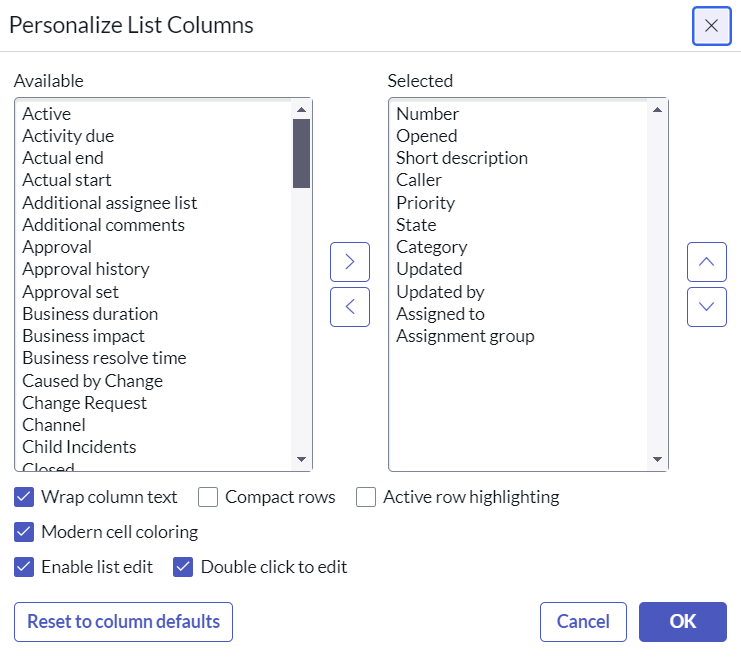 Personalize List Columns
Available
Active
Activity due
Actual end
Actual start
Additional assignee list
Additional comments
Approval
Approval history
Approval set
Business duration
Business impact
Business resolve time
Caused by Change
Change Request
Channel
Child Incidents
Closed
Selected
Number
Opened
Short description
Caller
Priority
State
Category
Updated
Updated by
Assigned to
Assignment group
Wrap column text Compact rows Active row highlighting
Modern cell coloring
Enable list edit Double click to edit
Reset to column defaults Cancel OK